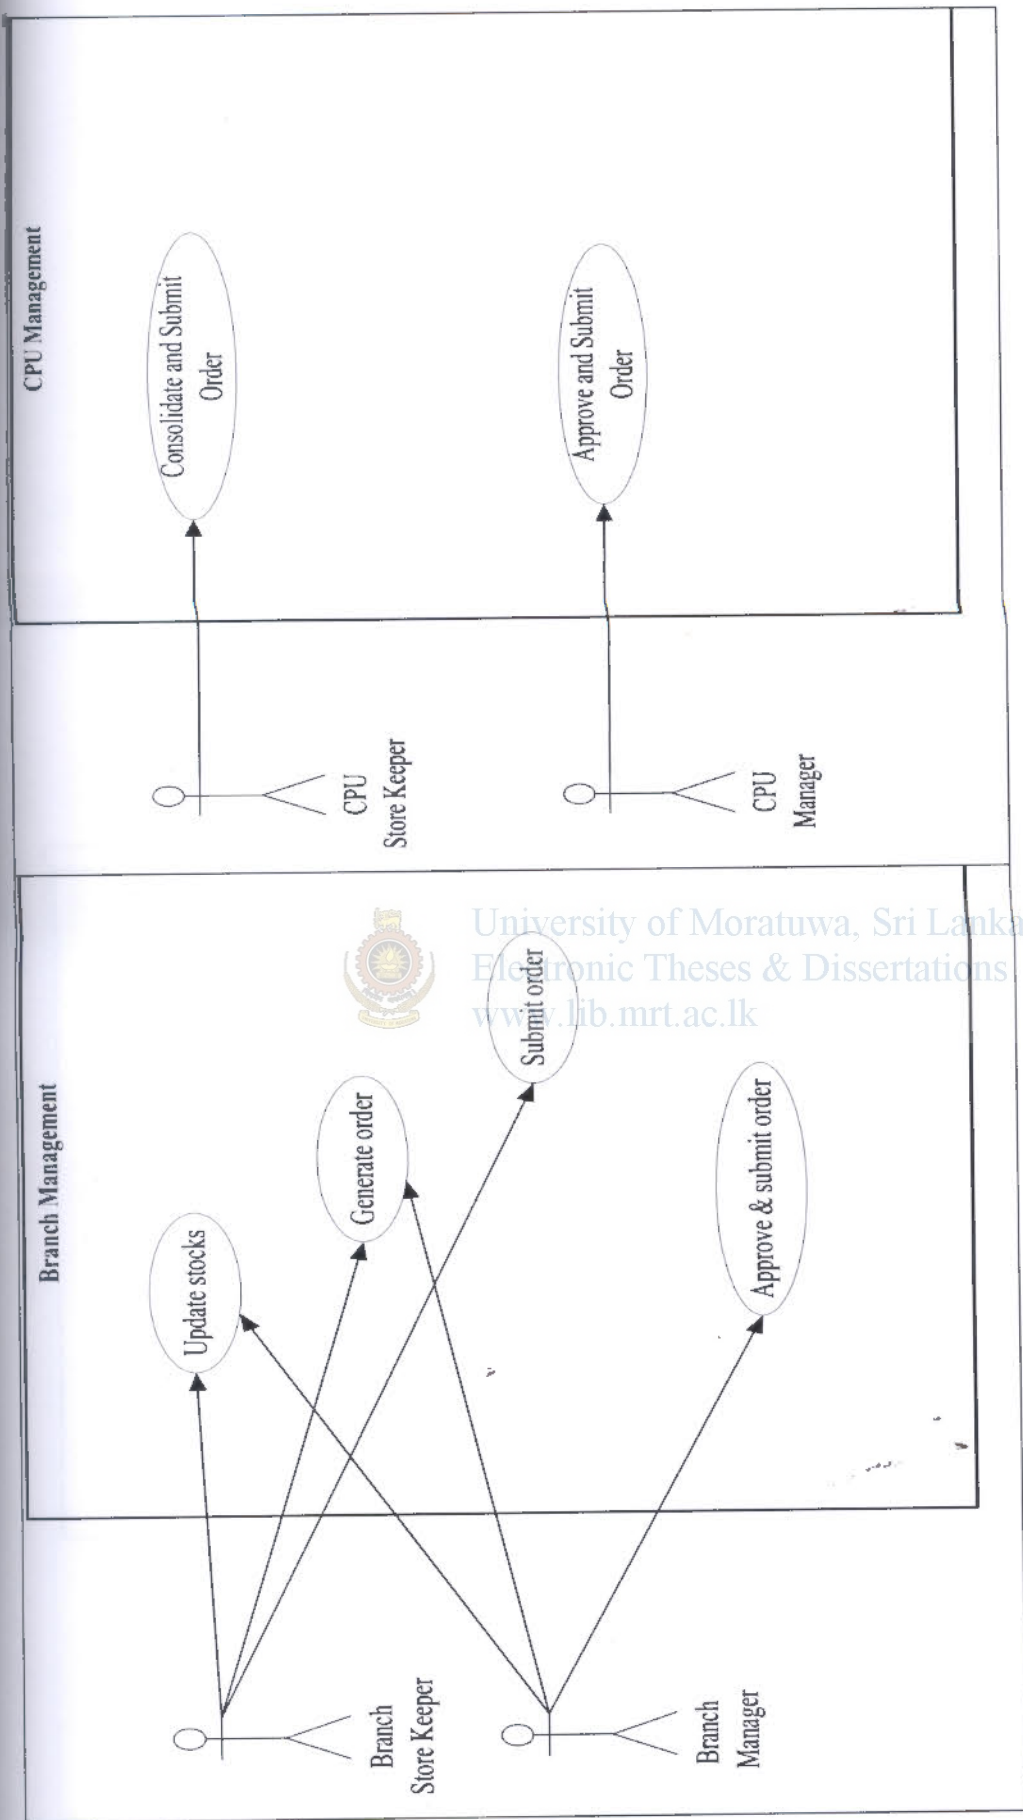 Branch Management
Update stocks
Generate order
Submit order
Approve & submit order
Branch
Store Keeper
Branch
Manager
CPU Management
Consolidate and Submit
Order
Approve and Submit
Order
CPU
Store Keeper
CPU
Manager
University of Moratuwa, Sri Lanka
Electronic Theses & Dissertations
www.lib.mrt.ac.lk